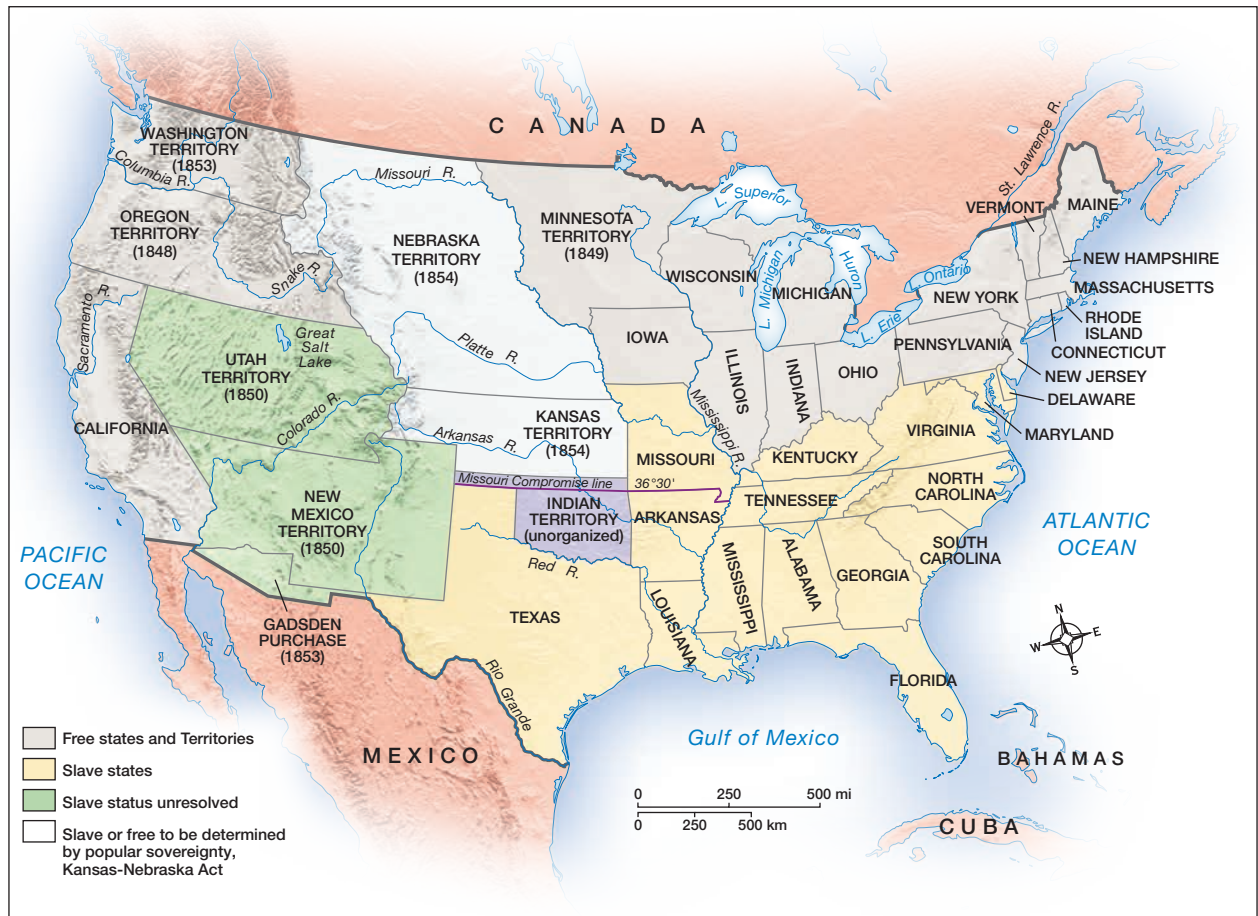 CANADA
WASHINGTON
TERRITORY
(1853)
Columbia R.
OREGON
TERRITORY
(1848)
Snake R.
Missouri R.
NEBRASKA
TERRITORY
(1854)
Platte R.
MINNESOTA
TERRITORY
(1849)
L. Superior
WISCONSIN
L. Michigan
MICHIGAN
Huron
L. Erie
Ontario
St. Lawrence R.
VERMONT
MAINE
NEW HAMPSHIRE
MASSACHUSETTS
NEW YORK
RHODE
ISLAND
CONNECTICUT
PENNSYLVANIA
NEW JERSEY
DELAWARE
MARYLAND
IOWA
ILLINOIS
INDIANA
OHIO
Sacramento R.
Great
Salt
Lake
UTAH
TERRITORY
(1850)
Colorado R.
CALIFORNIA
KANSAS
TERRITORY
(1854)
Arkansas R.
Mississippi R.
MISSOURI
KENTUCKY
VIRGINIA
Missouri Compromise line
36°30'
NEW
MEXICO
TERRITORY
(1850)
INDIAN
TERRITORY
(unorganized)
ARKANSAS
TENNESSEE
NORTH
CAROLINA
SOUTH
CAROLINA
Red R.
TEXAS
LOUISIANA
MISSISSIPPI
ALABAMA
GEORGIA
FLORIDA
PACIFIC
OCEAN
ATLANTIC
OCEAN
GADSDEN
PURCHASE
(1853)
Rio Grande
MEXICO
Gulf of Mexico
BAHAMAS
CUBA
N
E
W
S
Free states and Territories
Slave states
Slave status unresolved
Slave or free to be determined
by popular sovereignty,
Kansas-Nebraska Act
0 250 500 mi
0 250 500 km